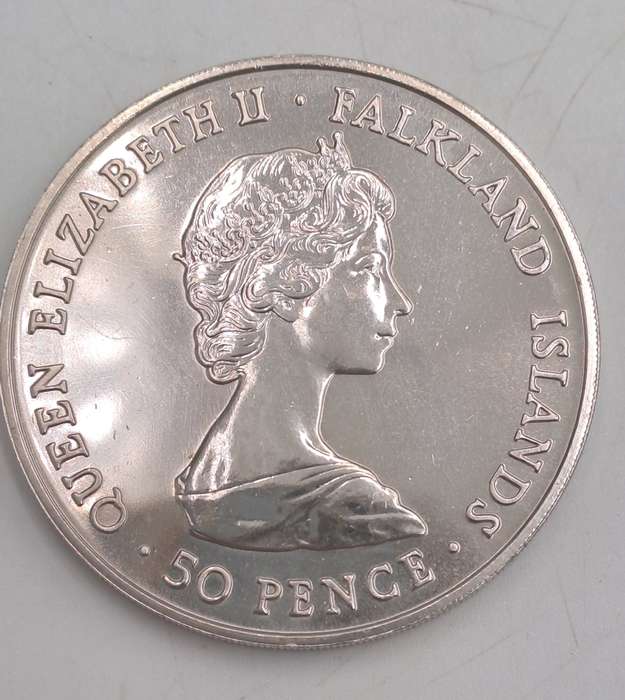 QUEEN ELIZABETH II · FALKLAND ISLANDS
· 50 PENCE ·